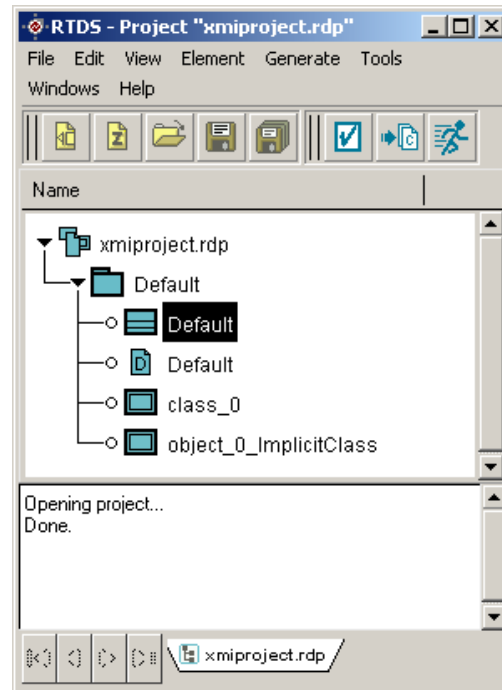 RTDS - Project "xmiproject.rdp"
File Edit View Element Generate Tools
Windows Help
Name
xmiproject.rdp
Default
Default
D Default
class_0
object_0_ImplicitClass
Opening project...
Done.
xmiproject.rdp